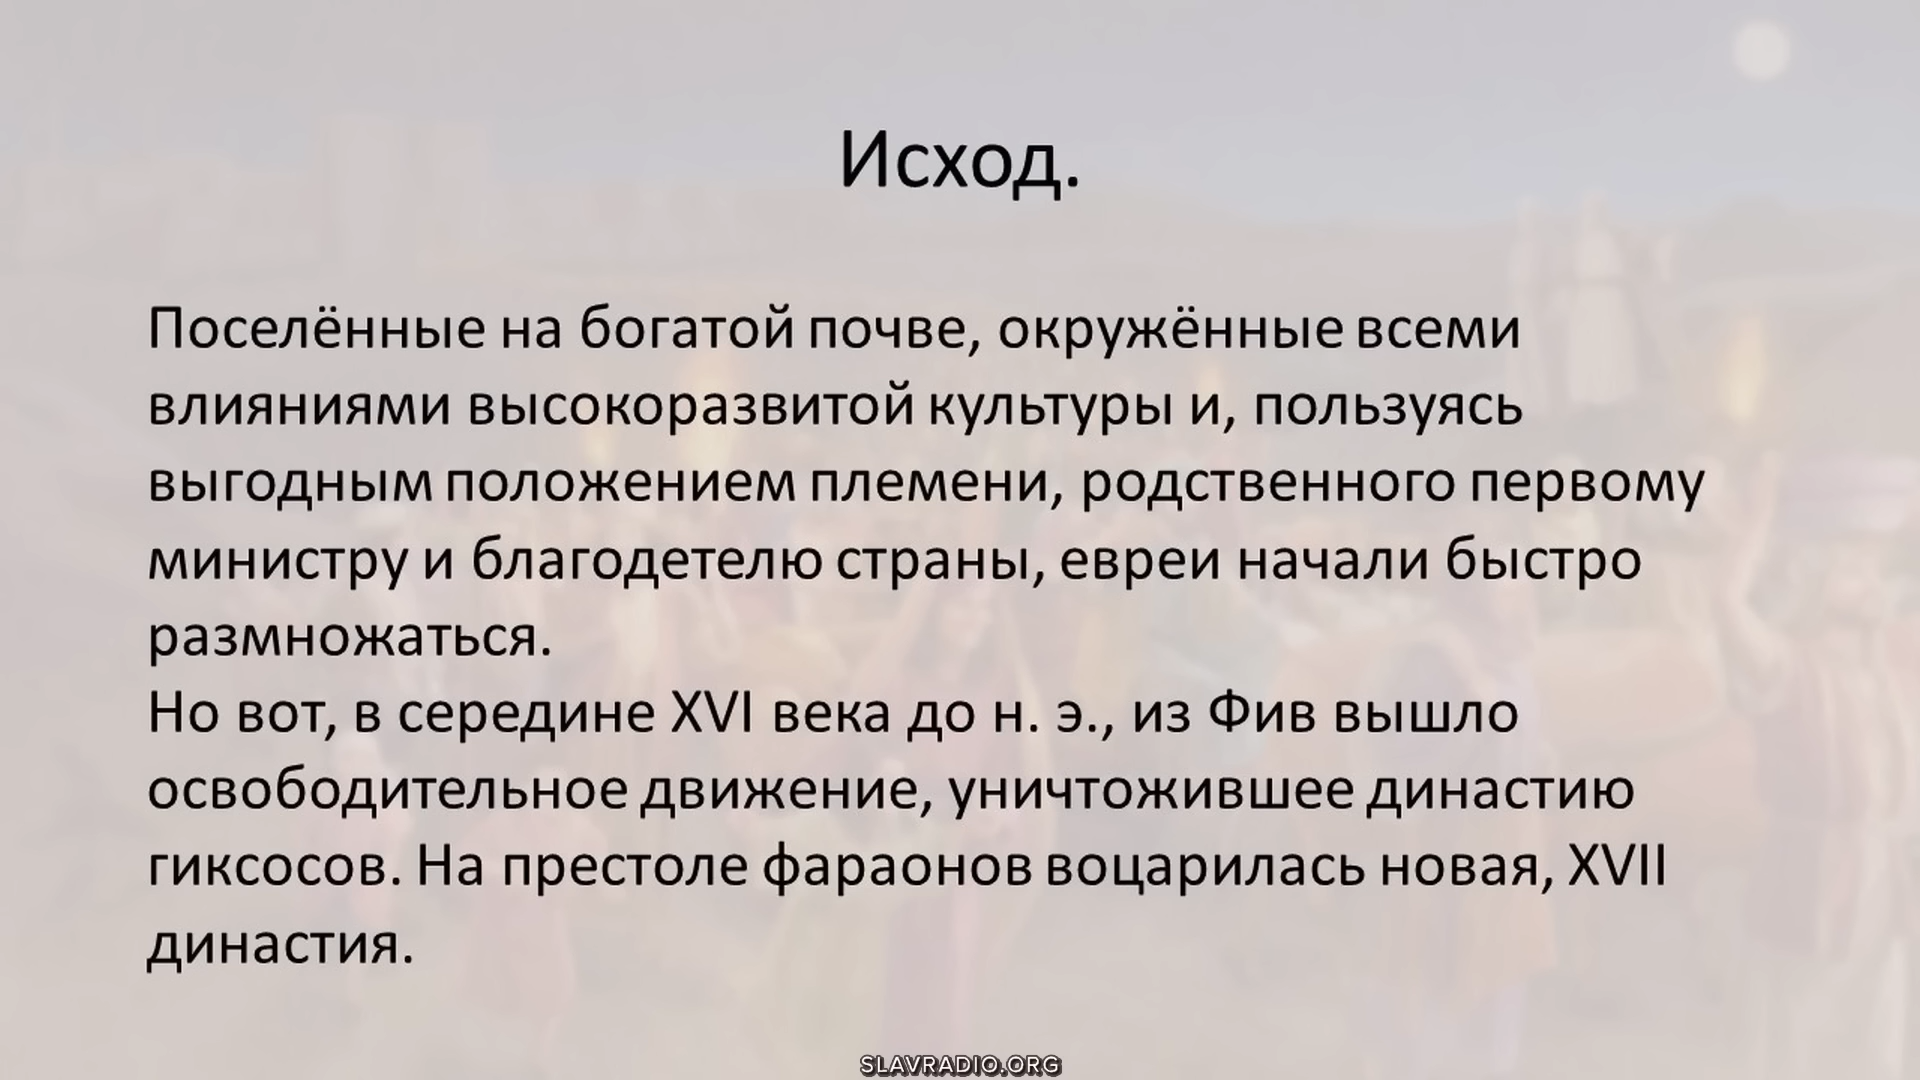 Исход.
Поселённые на богатой почве, окружённые всеми
влияниями высокоразвитой культуры и, пользуясь
выгодным положением племени, родственного первому
министру и благодетелю страны, евреи начали быстро
размножаться.
Но вот, в середине XVI века до н. э., из Фив вышло
освободительное движение, уничтожившее династию
гиксосов. На престоле фараонов воцарилась новая, XVII
династия.
SLAVRADIO.ORG